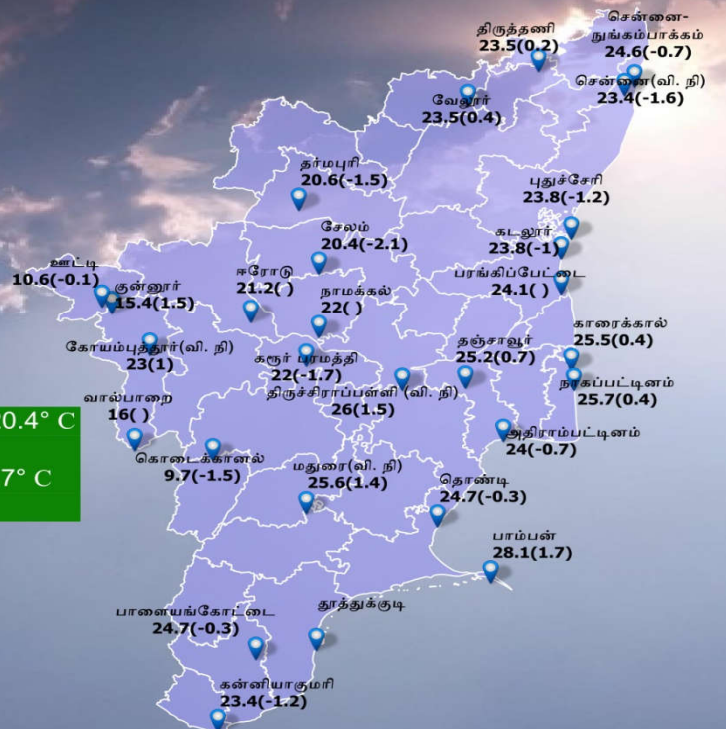 சென்னை-
நுங்கம்பாக்கம்
24.6(-0.7)
திருத்தணி
23.5(0.2)
சென்னை(வி. நி)
23.4(-1.6)
வேலூர்
23.5(0.4)
தர்மபுரி
20.6(-1.5)
புதுச்சேரி
23.8(-1.2)
சேலம்
20.4(-2.1)
கடலூர்
23.8(-1)
ஊட்டி
10.6(-0.1)
குன்னூர்
15.4(1.5)
ஈரோடு
21.2( )
நாமக்கல்
22( )
பரங்கிப்பேட்டை
24.1( )
காரைக்கால்
25.5(0.4)
கோயம்புத்தூர்(வி. நி)
23(1)
கரூர் பரமத்தி
22(-1.7)
தஞ்சாவூர்
25.2(0.7)
நாகப்பட்டினம்
25.7(0.4)
திருச்சிராப்பள்ளி (வி. நி)
26(1.5)
வால்பாறை
16( )
0.4° C
7° C
அதிராம்பட்டினம்
24(-0.7)
கொடைக்கானல்
9.7(-1.5)
மதுரை(வி. நி)
25.6(1.4)
தொண்டி
24.7(-0.3)
பாம்பன்
28.1(1.7)
பாளையங்கோட்டை
24.7(-0.3)
தூத்துக்குடி
கன்னியாகுமரி
23.4(-1.2)